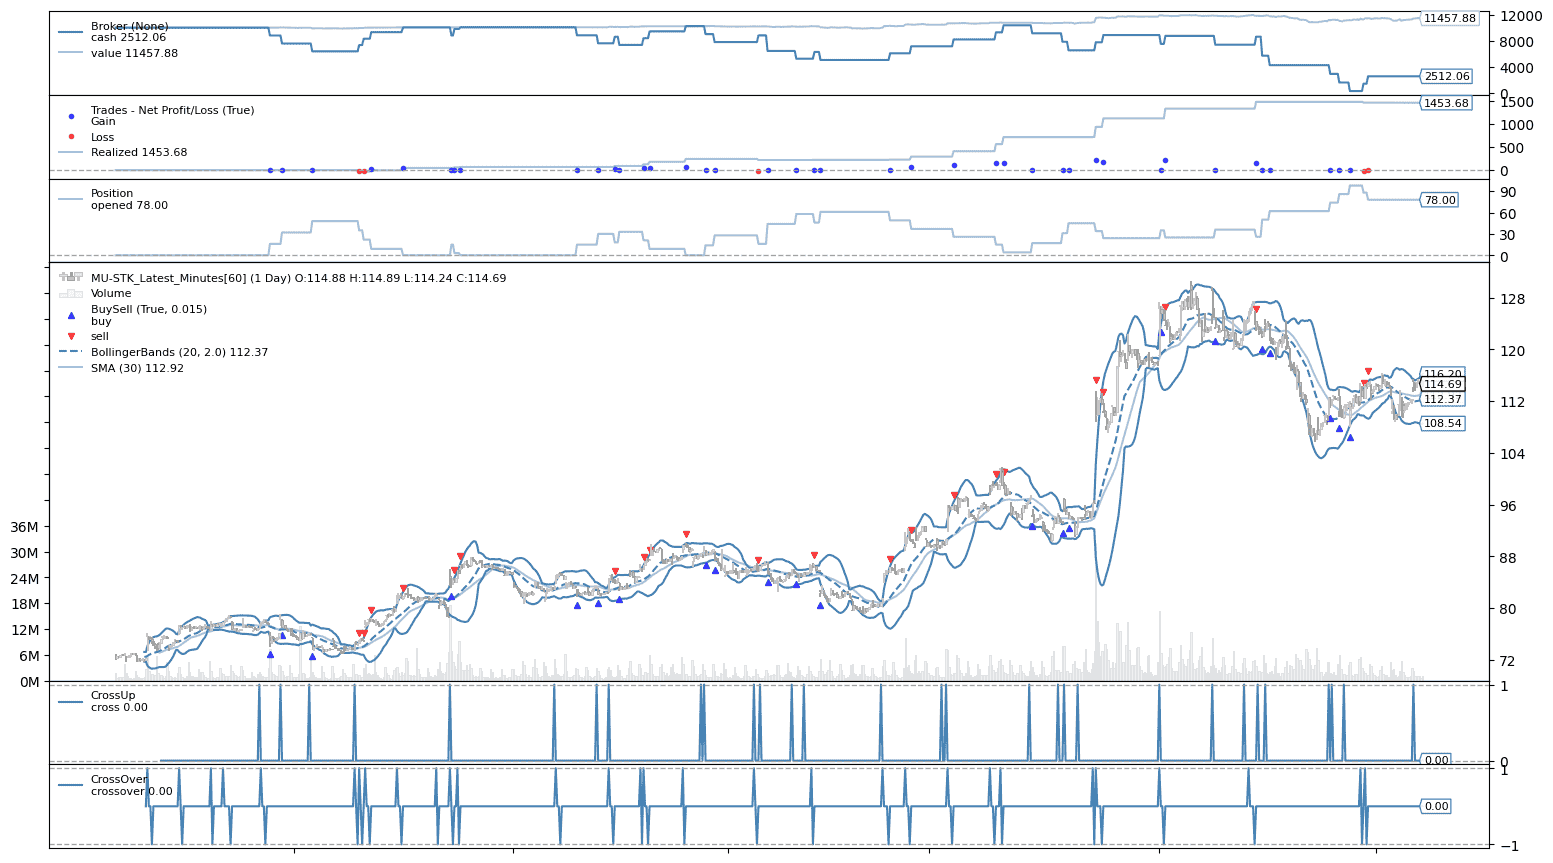 Broker (None)
cash 2512.06
value 11457.88
11457.88
12000
8000
4000
2512.06
0
Trades - Net Profit/Loss (True)
Gain
Loss
Realized 1453.68
1453.68
1500
1000
500
0
Position
opened 78.00
78.00
90
60
30
0
MU-STK_Latest_Minutes[60] (1 Day) O:114.88 H:114.89 L:114.24 C:114.69
Volume
BuySell (True, 0.015)
buy
sell
BollingerBands (20, 2.0) 112.37
SMA (30) 112.92
128
120
116.20
114.69
112.37
112
108.54
104
96
88
80
72
36M
30M
24M
18M
12M
6M
0M
CrossUp
cross 0.00
1
0.00
0
CrossOver
crossover 0.00
1
0.00
−1